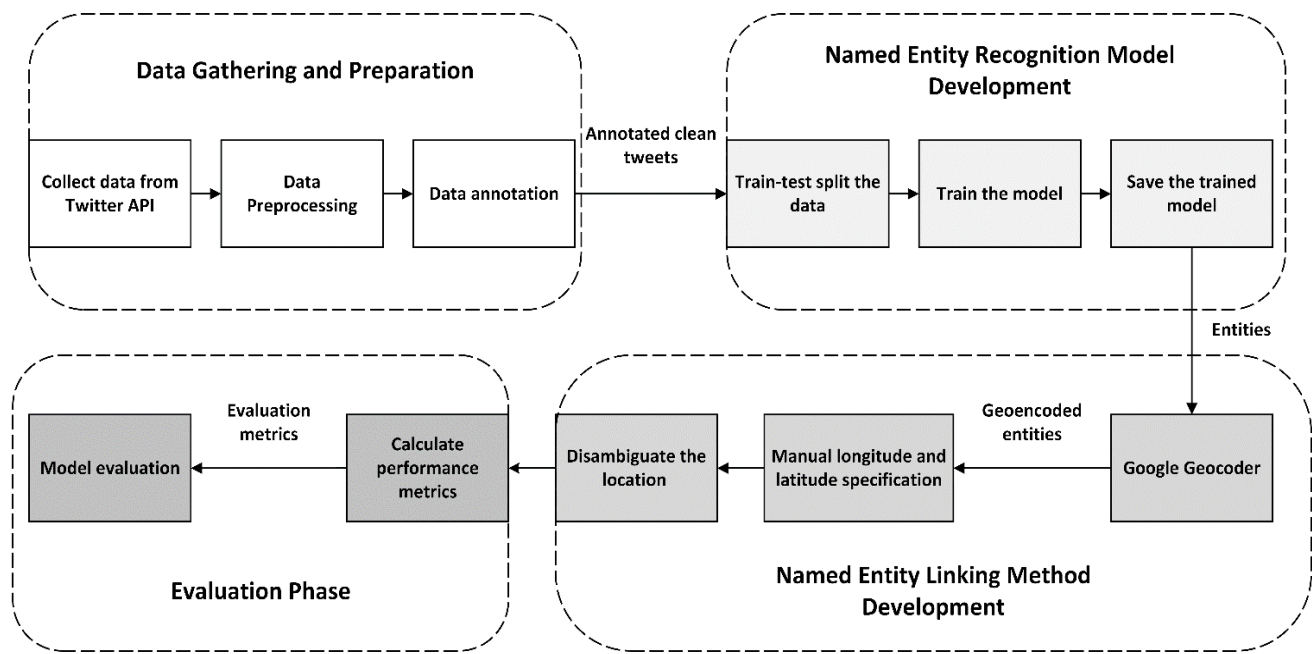 Data Gathering and Preparation
Collect data from
Twitter API
Data
Preprocessing
Data annotation
Annotated clean
tweets
Named Entity Recognition Model
Development
Train-test split the
data
Train the model
Save the trained
model
Entities
Google Geocoder
Geoencoded
entities
Manual longitude and
latitude specification
Disambiguate the
location
Named Entity Linking Method
Development
Calculate
performance
metrics
Evaluation
metrics
Model evaluation
Evaluation Phase